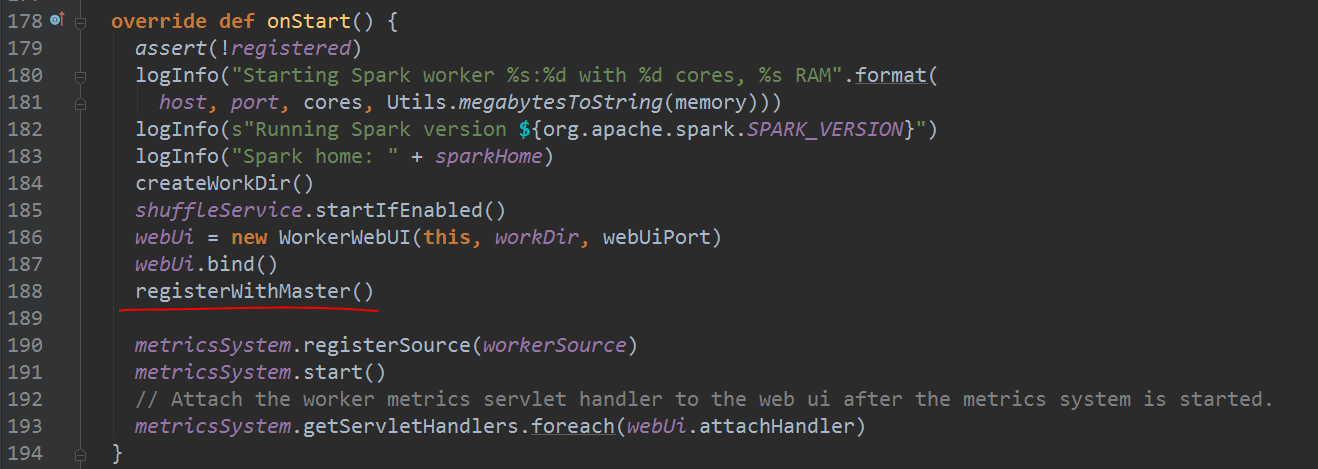 178 override def onStart() {
179 assert(!registered)
180 logInfo("Starting Spark worker %s:%d with %d cores, %s RAM".format(
181 host, port, cores, Utils.megabytesToString(memory)))
182 logInfo(s"Running Spark version ${org.apache.spark.SPARK_VERSION}")
183 logInfo("Spark home: " + sparkHome)
184 createWorkDir()
185 shuffleService.startIfEnabled()
186 webUi = new WorkerWebUI(this, workDir, webUiPort)
187 webUi.bind()
188 registerWithMaster()
189
190 metricsSystem.registerSource(workerSource)
191 metricsSystem.start()
192 // Attach the worker metrics servlet handler to the web ui after the metrics system is started.
193 metricsSystem.getServletHandlers.foreach(webUi.attachHandler)
194 }